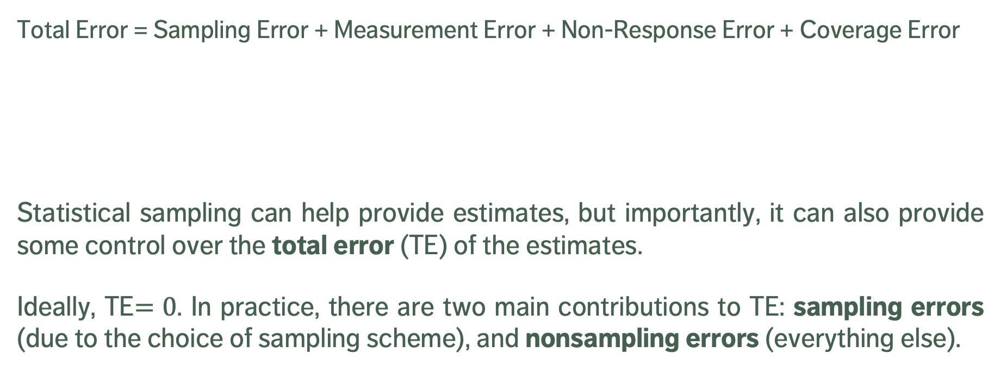 Total Error = Sampling Error + Measurement Error + Non-Response Error + Coverage Error
Statistical sampling can help provide estimates, but importantly, it can also provide
some control over the total error (TE) of the estimates.
Ideally, TE= 0. In practice, there are two main contributions to TE: sampling errors
(due to the choice of sampling scheme), and nonsampling errors (everything else).